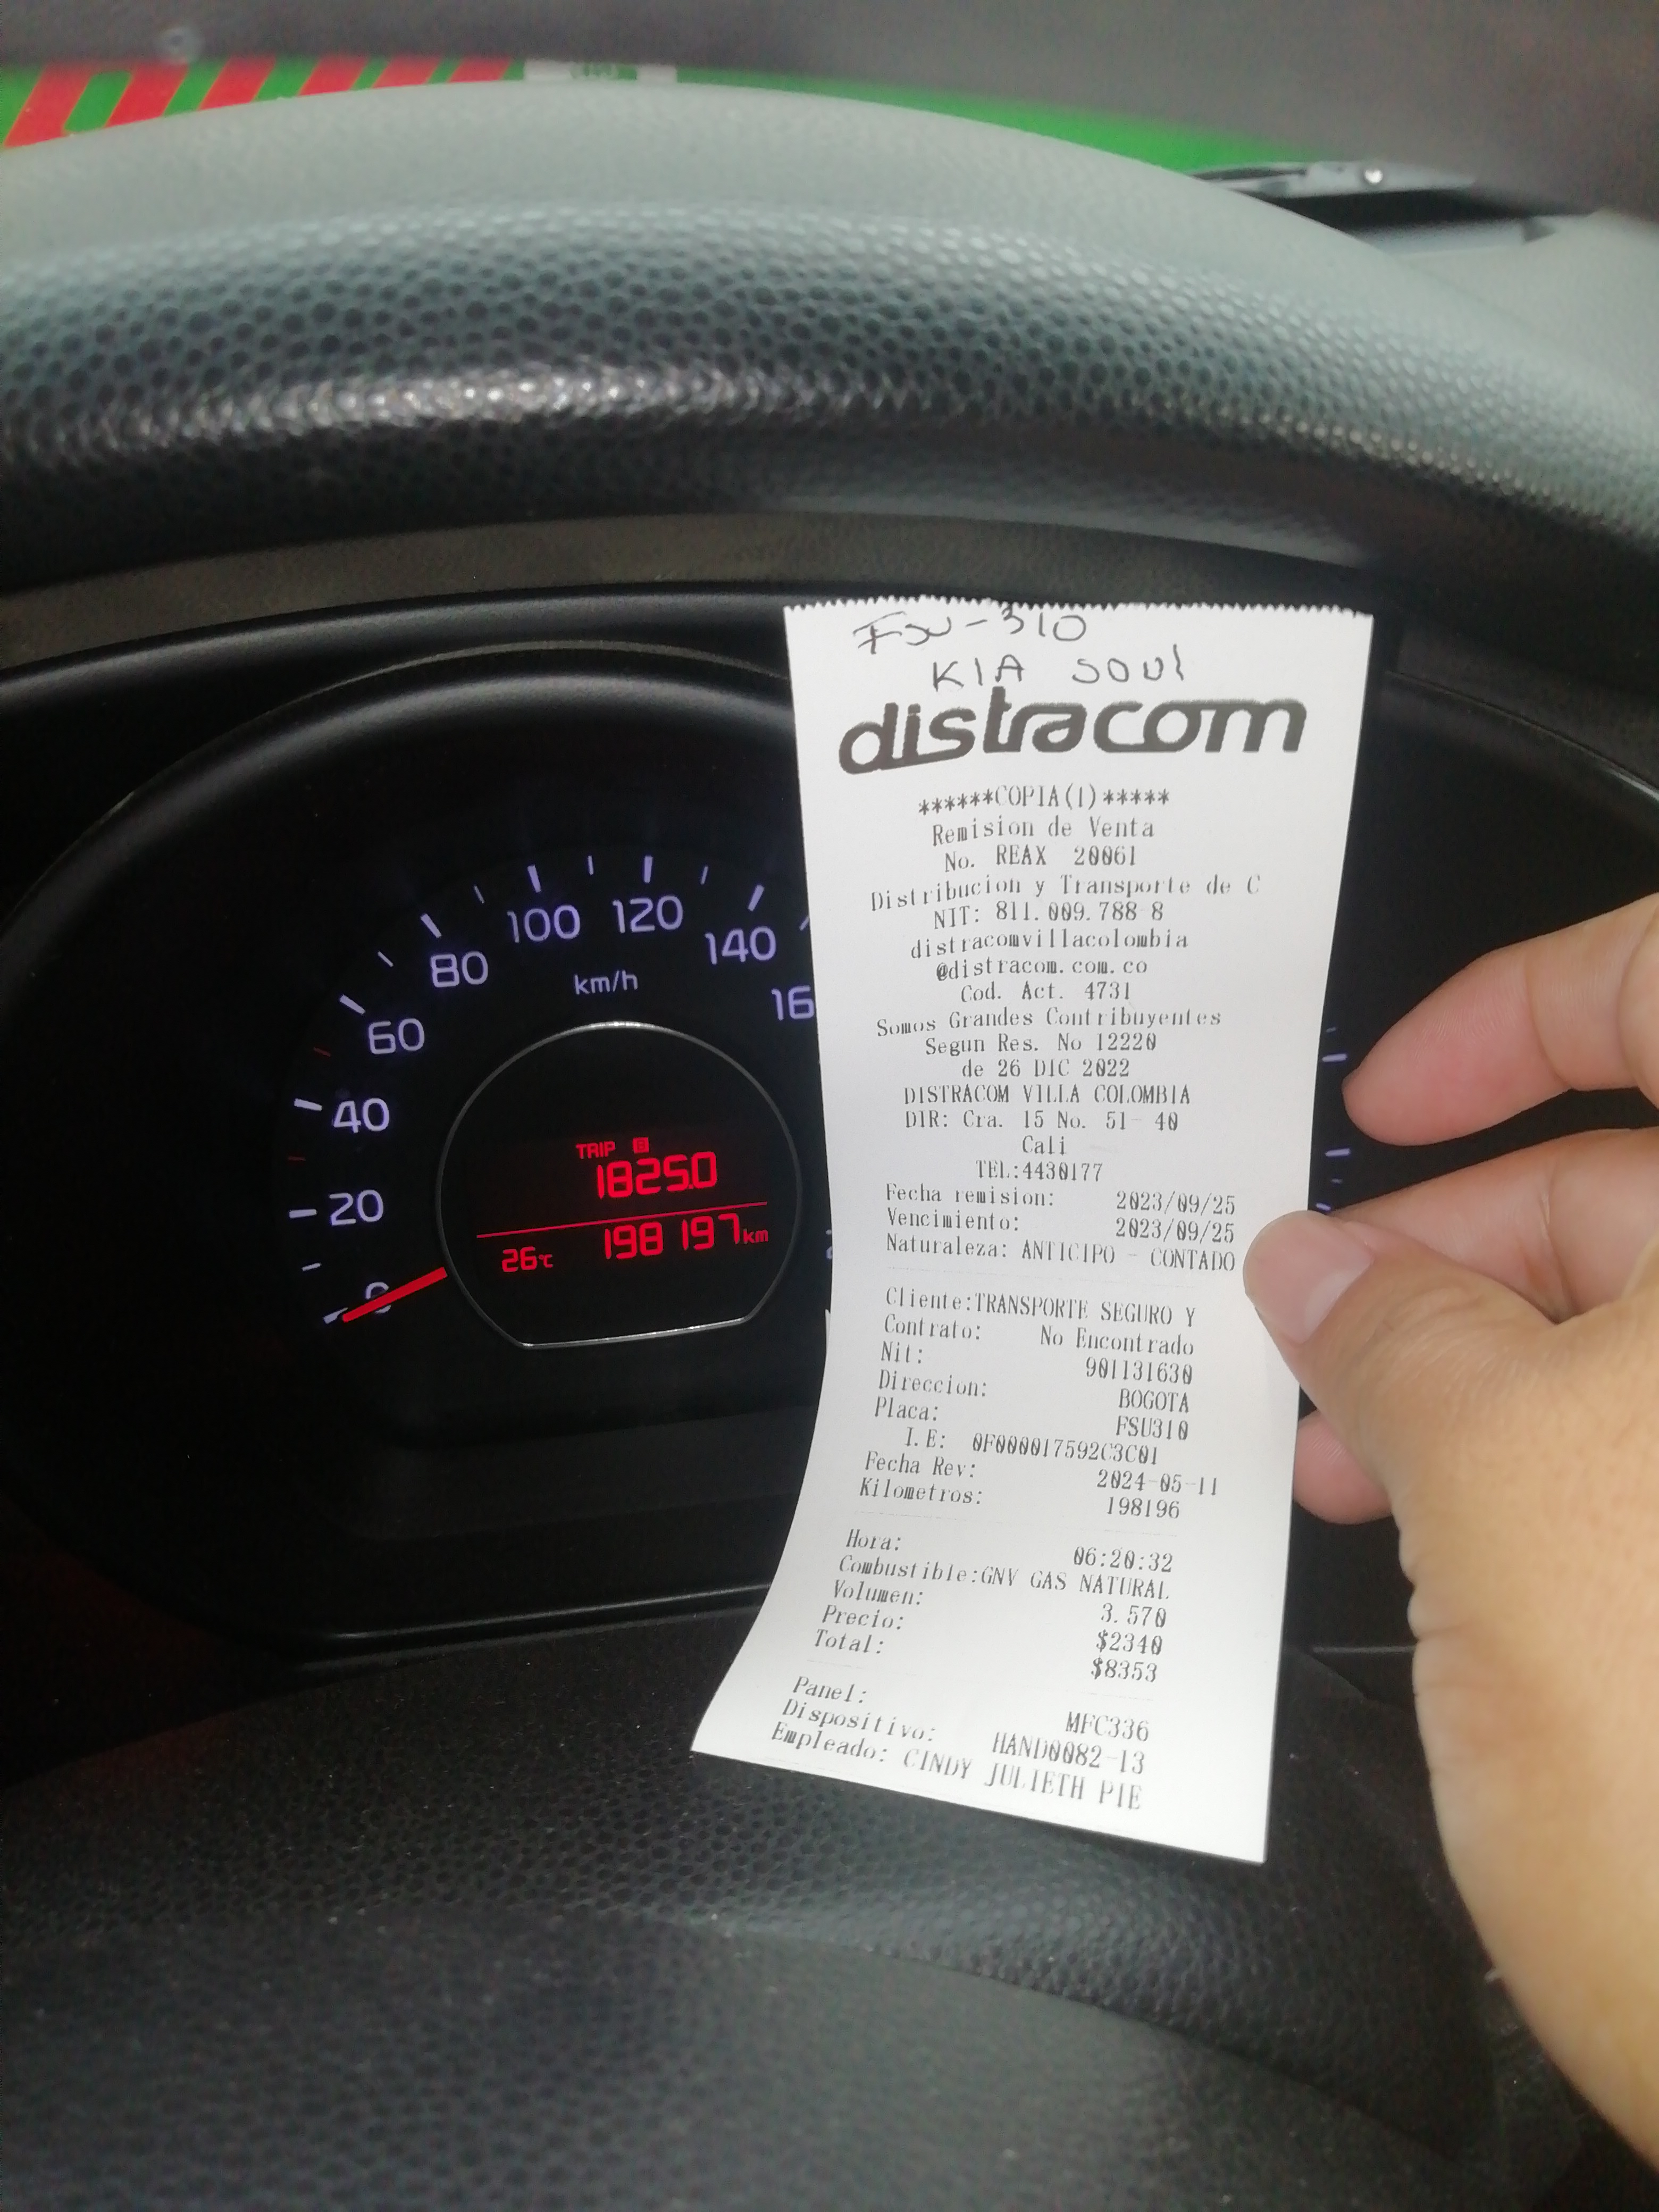 FSU-310
KIA SOUL
distracom
******COPIA(1)*****
Remision de Venta
No. REAX 20061
Distribucion y Transporte de C
NIT: 811.009.788-8
distracomvillacolombia
@distracom.com.co
Cod. Act. 4731
Somos Grandes Contribuyentes
Segun Res. No 12220
de 26 DIC 2022
DISTRACOM VILLA COLOMBIA
DIR: Cra. 15 No. 51- 40
Cali
TEL:4430177
Fecha remision: 2023/09/25
Vencimiento: 2023/09/25
Naturaleza: ANTICIPO - CONTADO
Cliente:TRANSPORTE SEGURO Y
Contrato: No Encontrado
Nit: 901131630
Direccion: BOGOTA
Placa: FSU310
I.E: 0F000017592C3C01
Fecha Rev: 2024-05-11
Kilometros: 198196
Hora: 06:20:32
Combustible:GNV GAS NATURAL
Volumen: 3.570
Precio: $2340
Total: $8353
Panel: MFC336
Dispositivo: HAND0082-13
Empleado: CINDY JULIETH PIE
0
20
40
60
80
100
120
140
16
km/h
TRIP B
1825.0
26°C 198197km